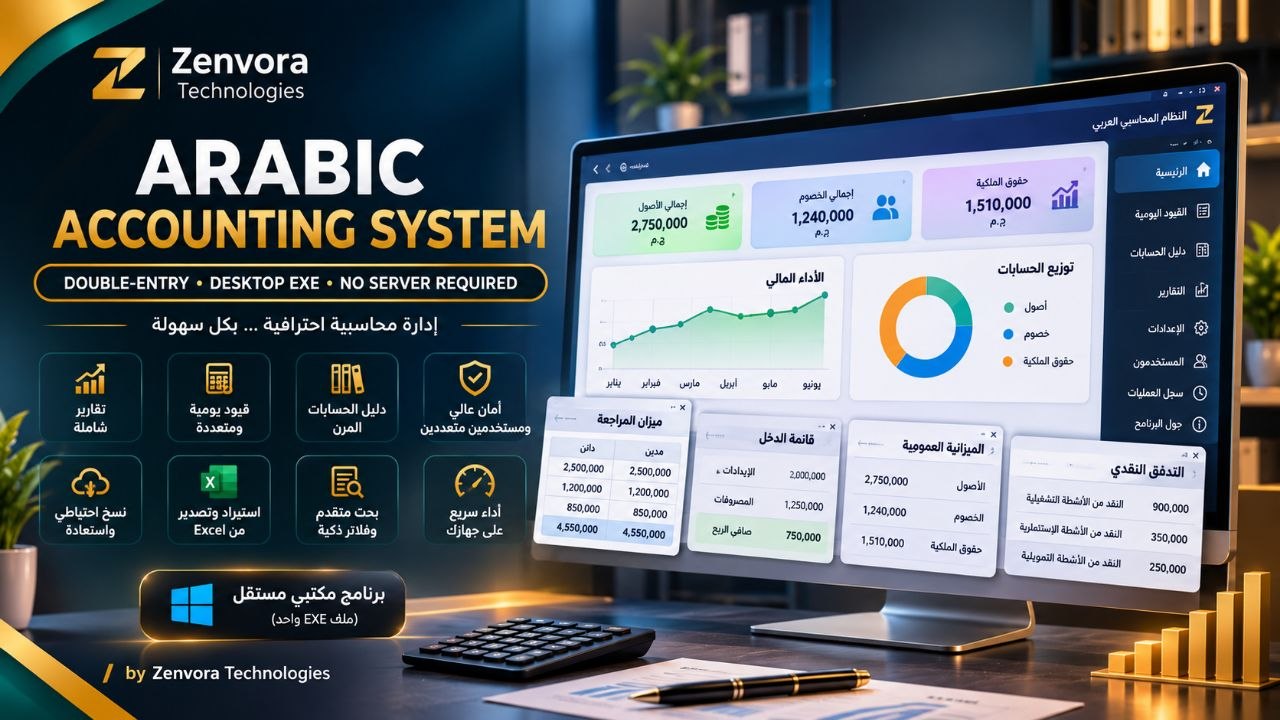 Zenvora
Technologies
ARABIC
ACCOUNTING SYSTEM
DOUBLE-ENTRY • DESKTOP EXE • NO SERVER REQUIRED
إدارة محاسبية احترافية ... بكل سهولة
أمان عالي
ومستخدمين متعددين
دليل الحسابات
المرن
قيود يومية
ومتعددة
تقارير
شاملة
أداء سريع
على جهازك
بحث متقدم
وفلاتر ذكية
استيراد وتصدير
من Excel
نسخ احتياطي
واستعادة
برنامج مكتبي مستقل
(ملف EXE واحد)
/ by Zenvora Technologies
النظام المحاسبي العربي
الرئيسية
القيود اليومية
دليل الحسابات
التقارير
الإعدادات
المستخدمون
سجل العمليات
جول البرنامج
حقوق الملكية
1,510,000
ج.م
إجمالي الخصوم
1,240,000
ج.م
إجمالي الأصول
2,750,000
ج.م
توزيع الحسابات
أصول
خصوم
حقوق الملكية
الأداء المالي
يناير فبراير مارس أبريل مايو يونيو
ميزان المراجعة
مدين دائن
2,500,000 2,500,000
1,200,000 1,200,000
850,000 850,000
4,550,000 4,550,000
قائمة الدخل
الإيدادات 2,000,000
المصروفات 1,250,000
صافي الربح 750,000
الميزانية العمومية
الأصول 2,750,000
الخصوم 1,240,000
حقوق الملكية 1,510,000
التدفق النقدي
النقد من الأنشطة التشغيلية 900,000
النقد من الأنشطة الإستثملرية 350,000
النقد من الأنشطة التمويلية 250,000